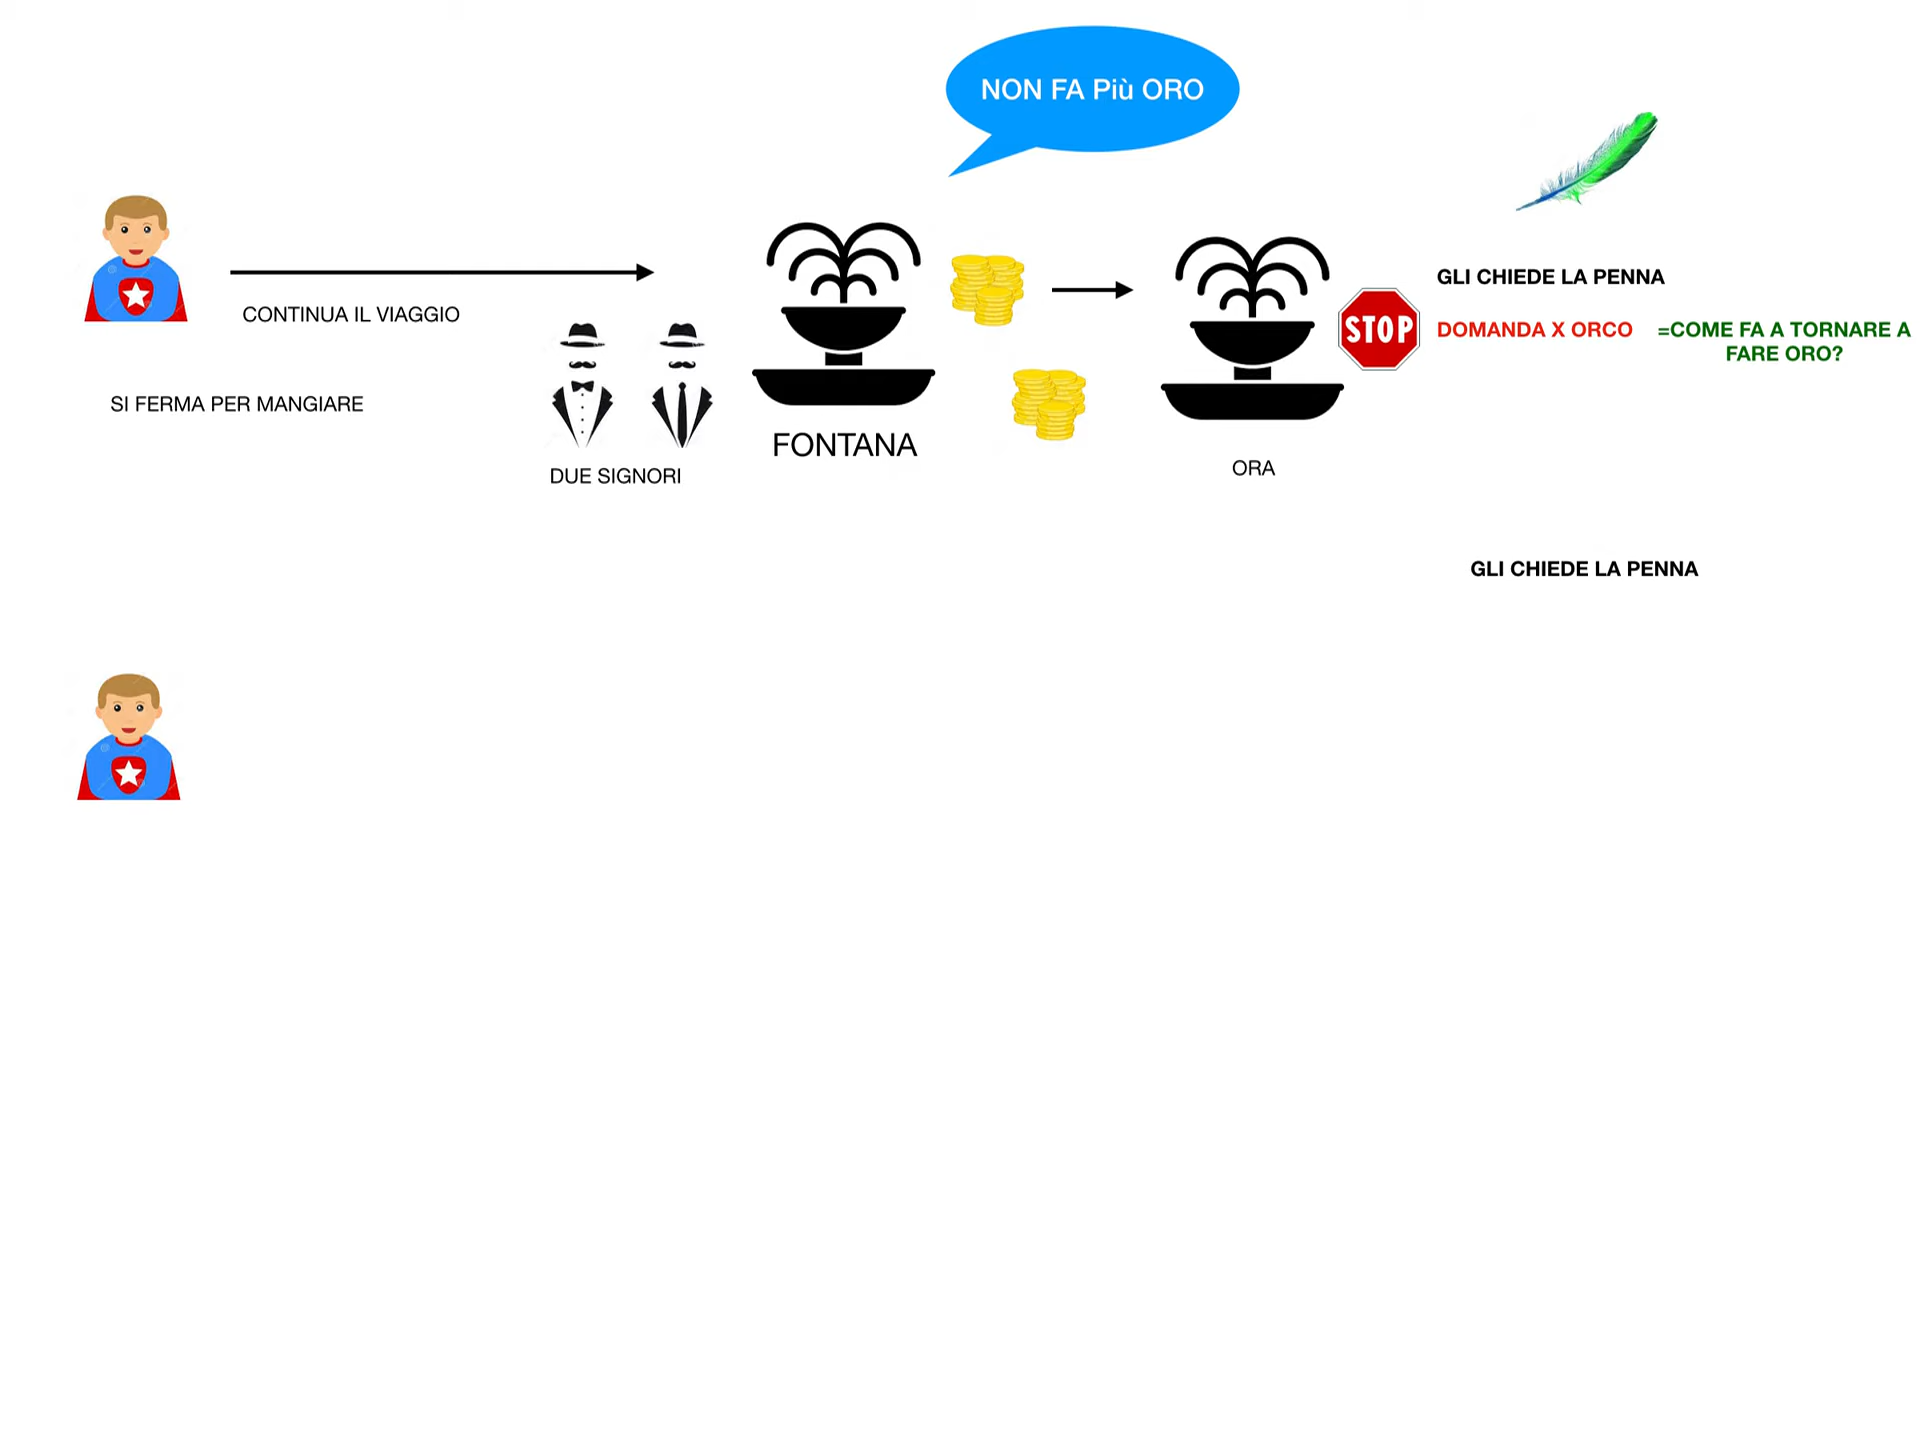 NON FA Più ORO
GLI CHIEDE LA PENNA
CONTINUA IL VIAGGIO
STOP
DOMANDA X ORCO
=COME FA A TORNARE A
FARE ORO?
SI FERMA PER MANGIARE
FONTANA
DUE SIGNORI
ORA
GLI CHIEDE LA PENNA